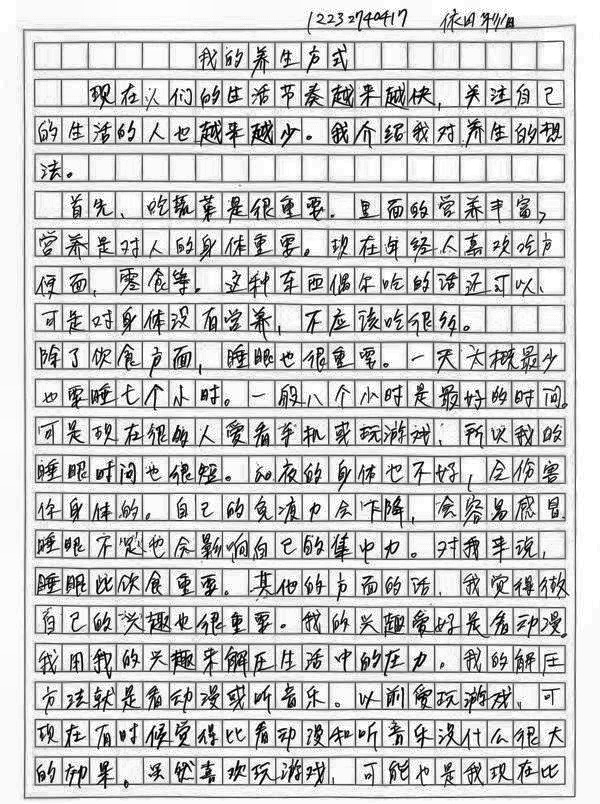 12232740417
我的养生方式
现在人们的生活节奏越来越快，关注自己
的生活的人也越来越少。我介绍我对养生的想
法。
首先、吃蔬菜是很重要. 里面的营养丰富,
营养是对人的身体重要。现在年经人喜欢吃方
便面，零食等。这种东西偶尔吃的话还可以、
可是对身体没有营养，不应该吃很多。
除了饮食方面，睡眼也很重要。一天大概最少
也要睡七个小时。一般八个小时是最好的时间。
可是现在很多人爱看手机或玩游戏；所以我的
睡眼时间也很短。 夜的身体也不好，会伤害
你身体的。自己的免疫力会下降，会容易感冒.
睡眼不足也会影响自己的集中力。对我来说，
睡眼比饮食重要。其他的方面的话，我觉得做
自己的兴趣也很重要。我的兴趣爱好是看动漫。
我用我的兴趣来解压生活中的压力。我的解压
方法就是看动漫或听音乐。以前爱玩游戏，可
现在有时候觉得比看动漫和听音乐没什么很大
的効果。虽然喜欢玩游戏，可能也是我现在比